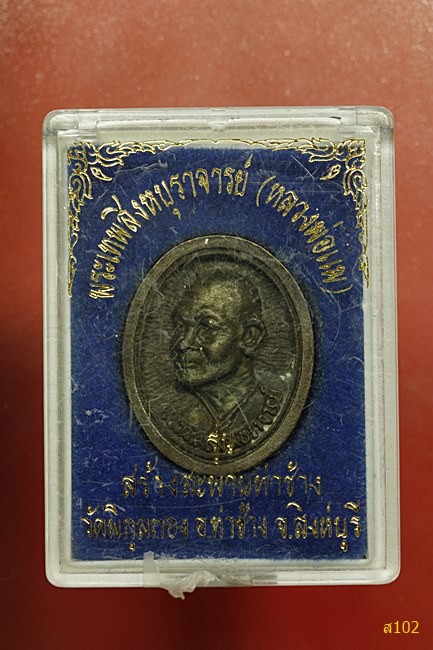 พระเทพสิงหบุราจารย์ (หลวงพ่อแพ)
รุ่น
สร้างสะพานท่าช้าง
วัดพิกุลทอง อ.ท่าช้าง จ.สิงห์บุรี
ส102